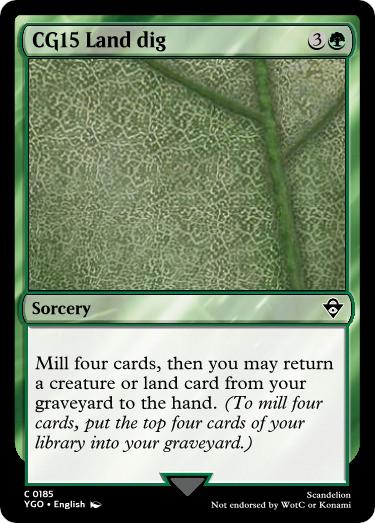 CG15 Land dig
3
Sorcery
Mill four cards, then you may return
a creature or land card from your
graveyard to the hand. (To mill four
cards, put the top four cards of your
library into your graveyard.)
C 0185
YGO • English
Scandelion
Not endorsed by WotC or Konami